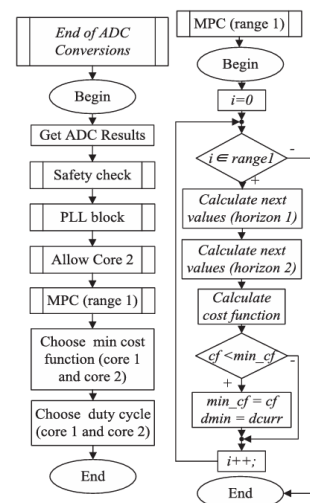 End of ADC
Conversions
Begin
Get ADC Results
Safety check
PLL block
Allow Core 2
MPC (range 1)
Choose min cost
function (core 1
and core 2)
Choose duty cycle
(core 1 and core 2)
End
MPC (range 1)
Begin
i=0
i ∈ range1
-
+
Calculate next
values (horizon 1)
Calculate next
values (horizon 2)
Calculate
cost function
cf <min_cf
-
+
min_cf = cf
dmin = dcurr
i++;
End